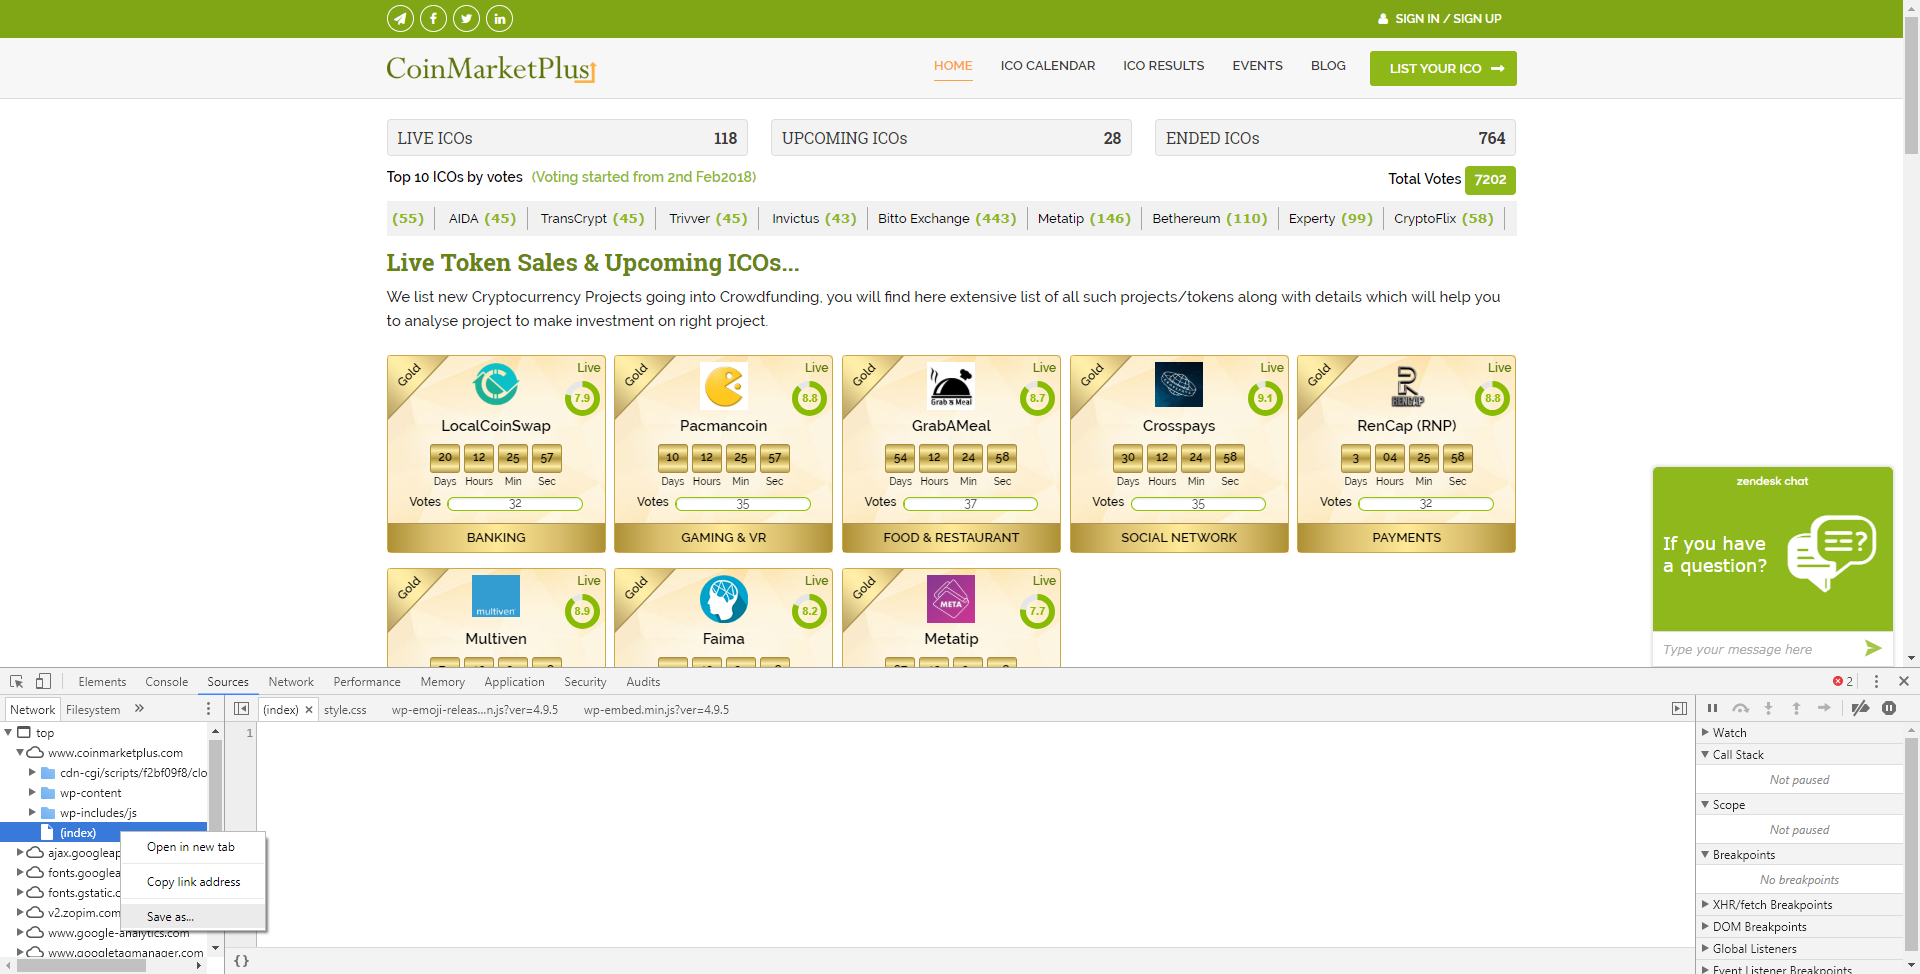 SIGN IN / SIGN UP
CoinMarketPlus
HOME ICO CALENDAR ICO RESULTS EVENTS BLOG LIST YOUR ICO
LIVE ICOs 118 UPCOMING ICOs 28 ENDED ICOs 764
Top 10 ICOs by votes (Voting started from 2nd Feb2018) Total Votes 7202
(55) AIDA (45) TransCrypt (45) Trivver (45) Invictus (43) Bitto Exchange (443) Metatip (146) Bethereum (110) Experty (99) CryptoFlix (58)
Live Token Sales & Upcoming ICOs...
We list new Cryptocurrency Projects going into Crowdfunding, you will find here extensive list of all such projects/tokens along with details which will help you
to analyse project to make investment on right project.
Gold Live 7.9
LocalCoinSwap
20 12 25 57
Days Hours Min Sec
Votes 32
BANKING
Gold Live 8.8
Pacmancoin
10 12 25 57
Days Hours Min Sec
Votes 35
GAMING & VR
Gold Grab a Meal Live 8.7
GrabAMeal
54 12 24 58
Days Hours Min Sec
Votes 37
FOOD & RESTAURANT
Gold Live 9.1
Crosspays
30 12 24 58
Days Hours Min Sec
Votes 35
SOCIAL NETWORK
Gold RENCAP Live 8.8
RenCap (RNP)
3 04 25 58
Days Hours Min Sec
Votes 32
PAYMENTS
Gold multiven Live 8.9
Multiven
Gold Live 8.2
Faima
Gold META Live 7.7
Metatip
zendesk chat
If you have
a question?
Type your message here
Elements Console Sources Network Performance Memory Application Security Audits 2
Network Filesystem »
(index) × style.css wp-emoji-releas...n.js?ver=4.9.5 wp-embed.min.js?ver=4.9.5
top
www.coinmarketplus.com
cdn-cgi/scripts/f2bf09f8/clo
wp-content
wp-includes/js
(index)
ajax.googleap
fonts.googlea
fonts.gstatic.c
v2.zopim.com
www.google-analytics.com
www.googletagmanager.com
Open in new tab
Copy link address
Save as...
1
{}
Watch
Call Stack
Not paused
Scope
Not paused
Breakpoints
No breakpoints
XHR/fetch Breakpoints
DOM Breakpoints
Global Listeners
Event Listener Breakpoints